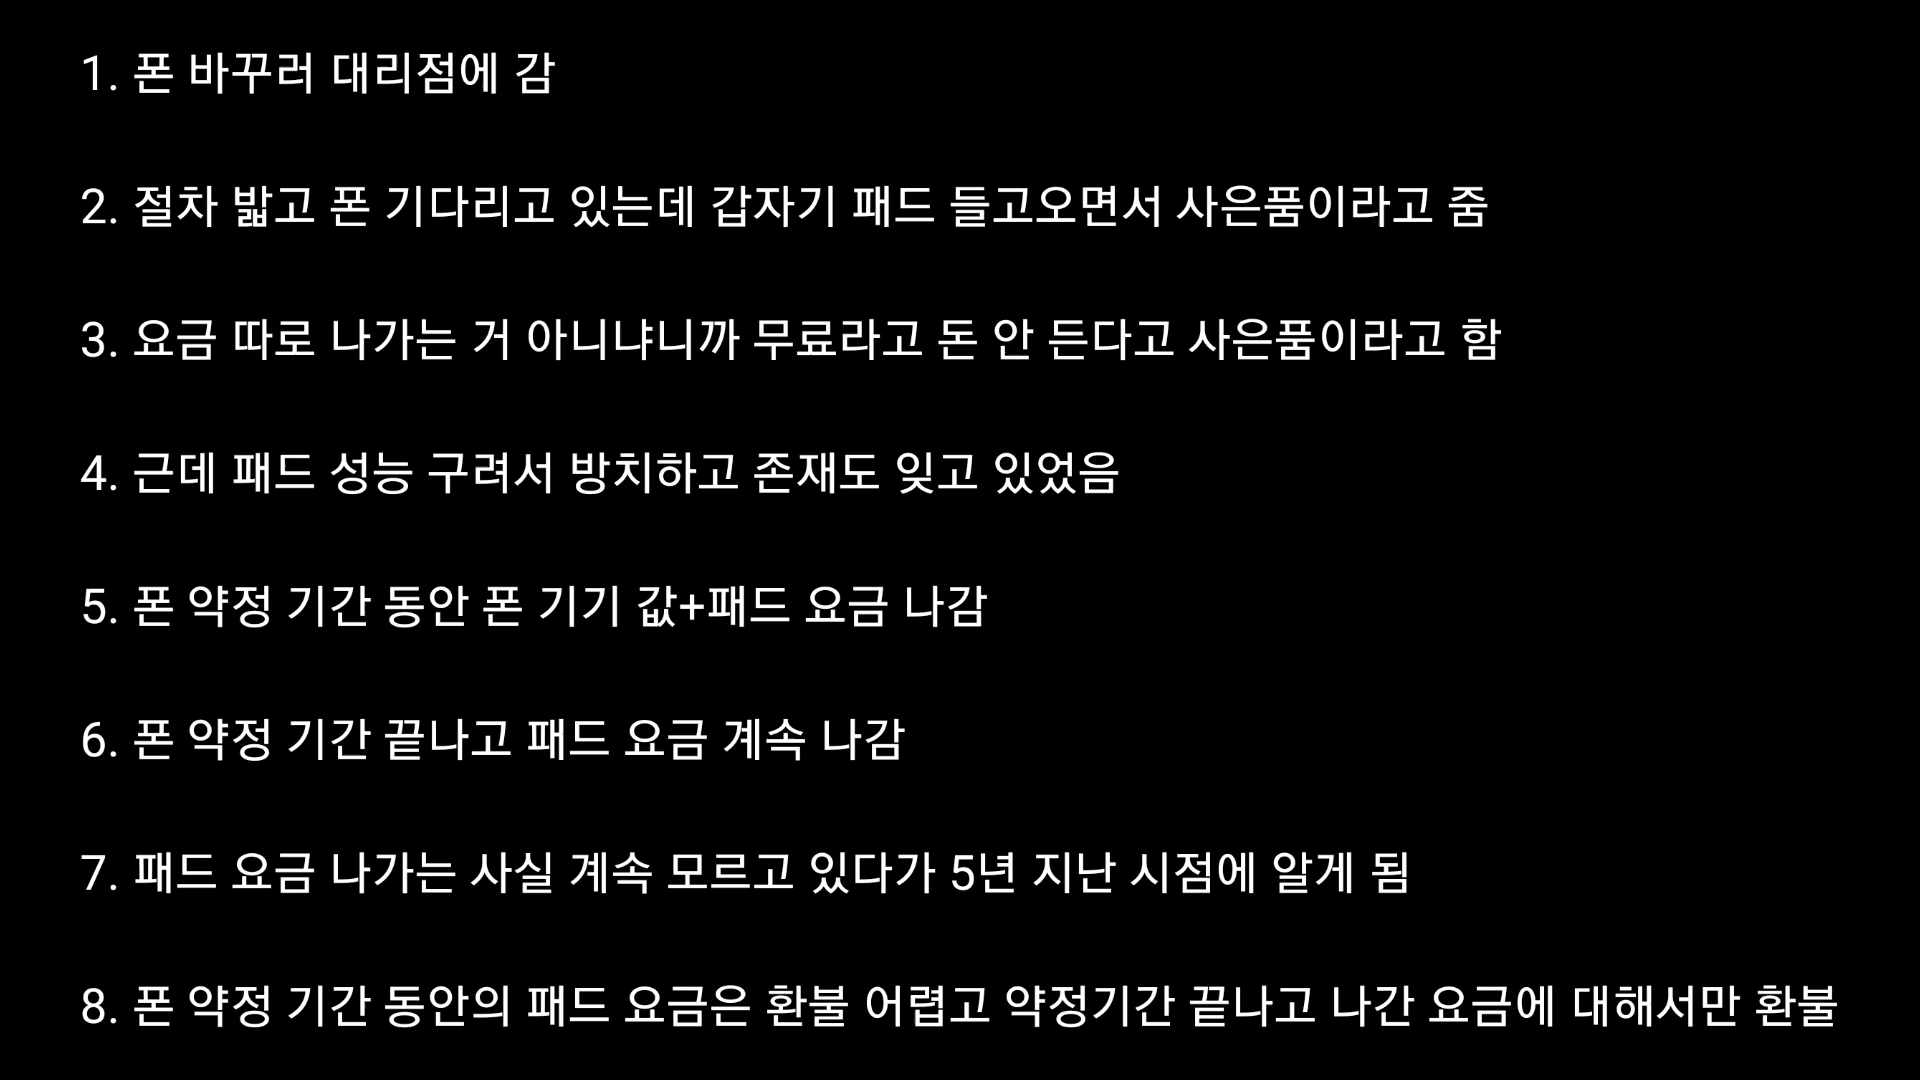 1. 폰 바꾸러 대리점에 감
2. 절차 밟고 폰 기다리고 있는데 갑자기 패드 들고오면서 사은품이라고 줌
3. 요금 따로 나가는 거 아니냐니까 무료라고 돈 안 든다고 사은품이라고 함
4. 근데 패드 성능 구려서 방치하고 존재도 잊고 있었음
5. 폰 약정 기간 동안 폰 기기 값+패드 요금 나감
6. 폰 약정 기간 끝나고 패드 요금 계속 나감
7. 패드 요금 나가는 사실 계속 모르고 있다가 5년 지난 시점에 알게 됨
8. 폰 약정 기간 동안의 패드 요금은 환불 어렵고 약정기간 끝나고 나간 요금에 대해서만 환불